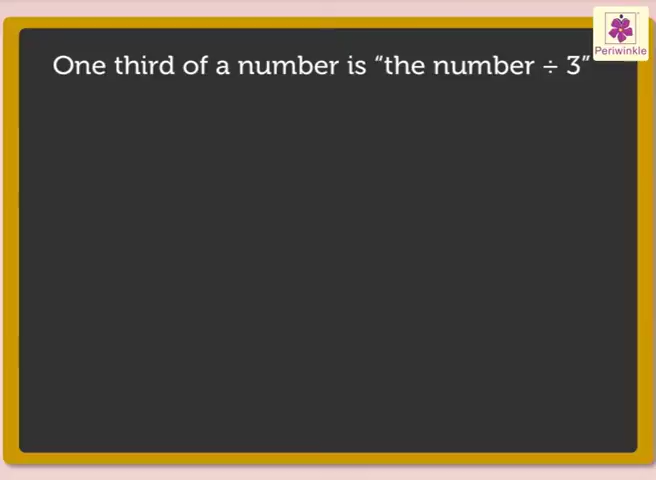 Periwinkle
One third of a number is “the number ÷ 3”